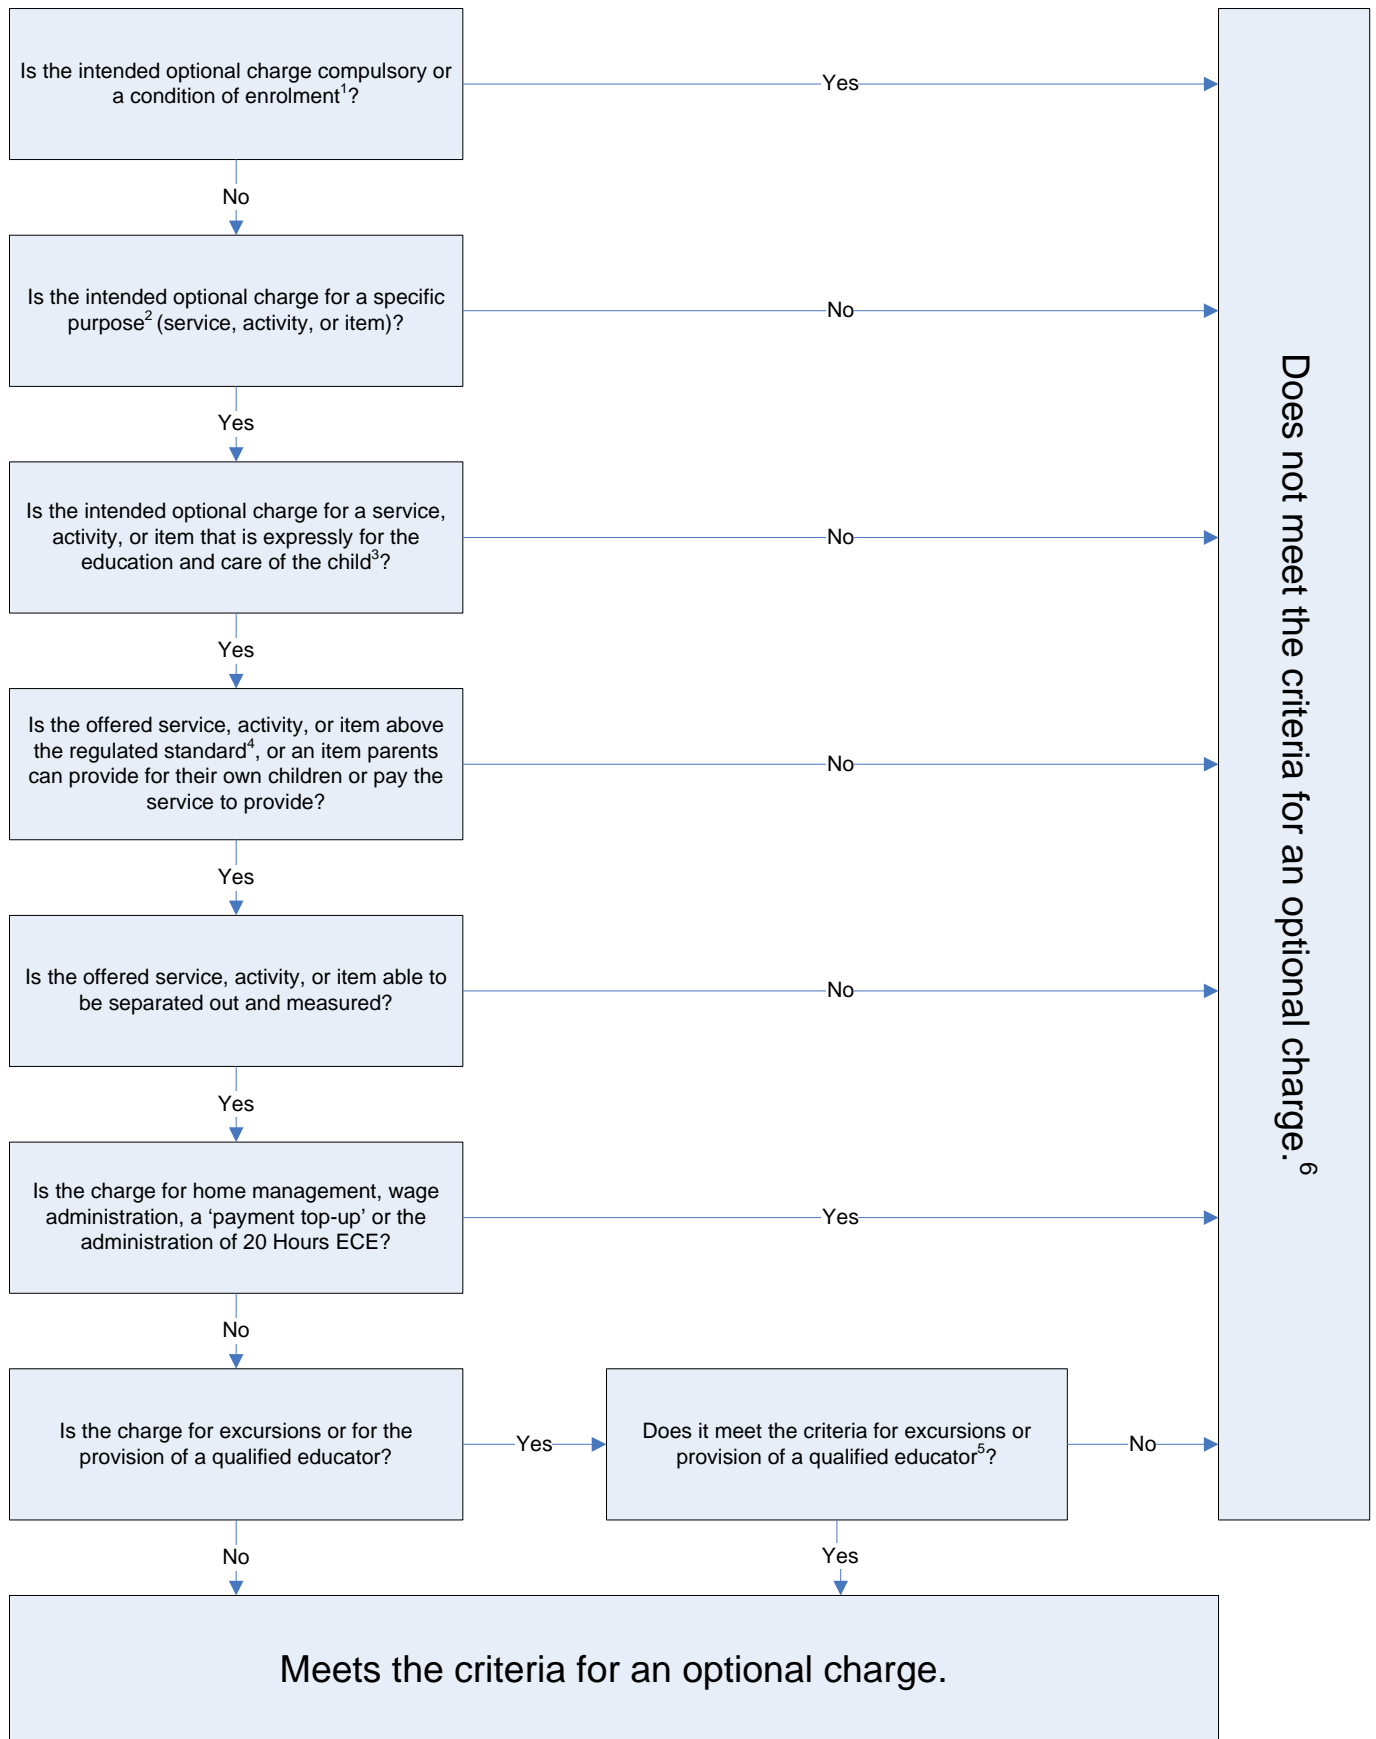 Is the intended optional charge compulsory or
a condition of enrolment¹?
Yes
No
Is the intended optional charge for a specific
purpose² (service, activity, or item)?
No
Yes
Is the intended optional charge for a service,
activity, or item that is expressly for the
education and care of the child³?
No
Yes
Is the offered service, activity, or item above
the regulated standard⁴, or an item parents
can provide for their own children or pay the
service to provide?
No
Yes
Is the offered service, activity, or item able to
be separated out and measured?
No
Yes
Is the charge for home management, wage
administration, a ‘payment top-up’ or the
administration of 20 Hours ECE?
Yes
No
Is the charge for excursions or for the
provision of a qualified educator?
Yes
Does it meet the criteria for excursions or
provision of a qualified educator⁵?
No
No
Yes
Does not meet the criteria for an optional charge. ⁶
Meets the criteria for an optional charge.